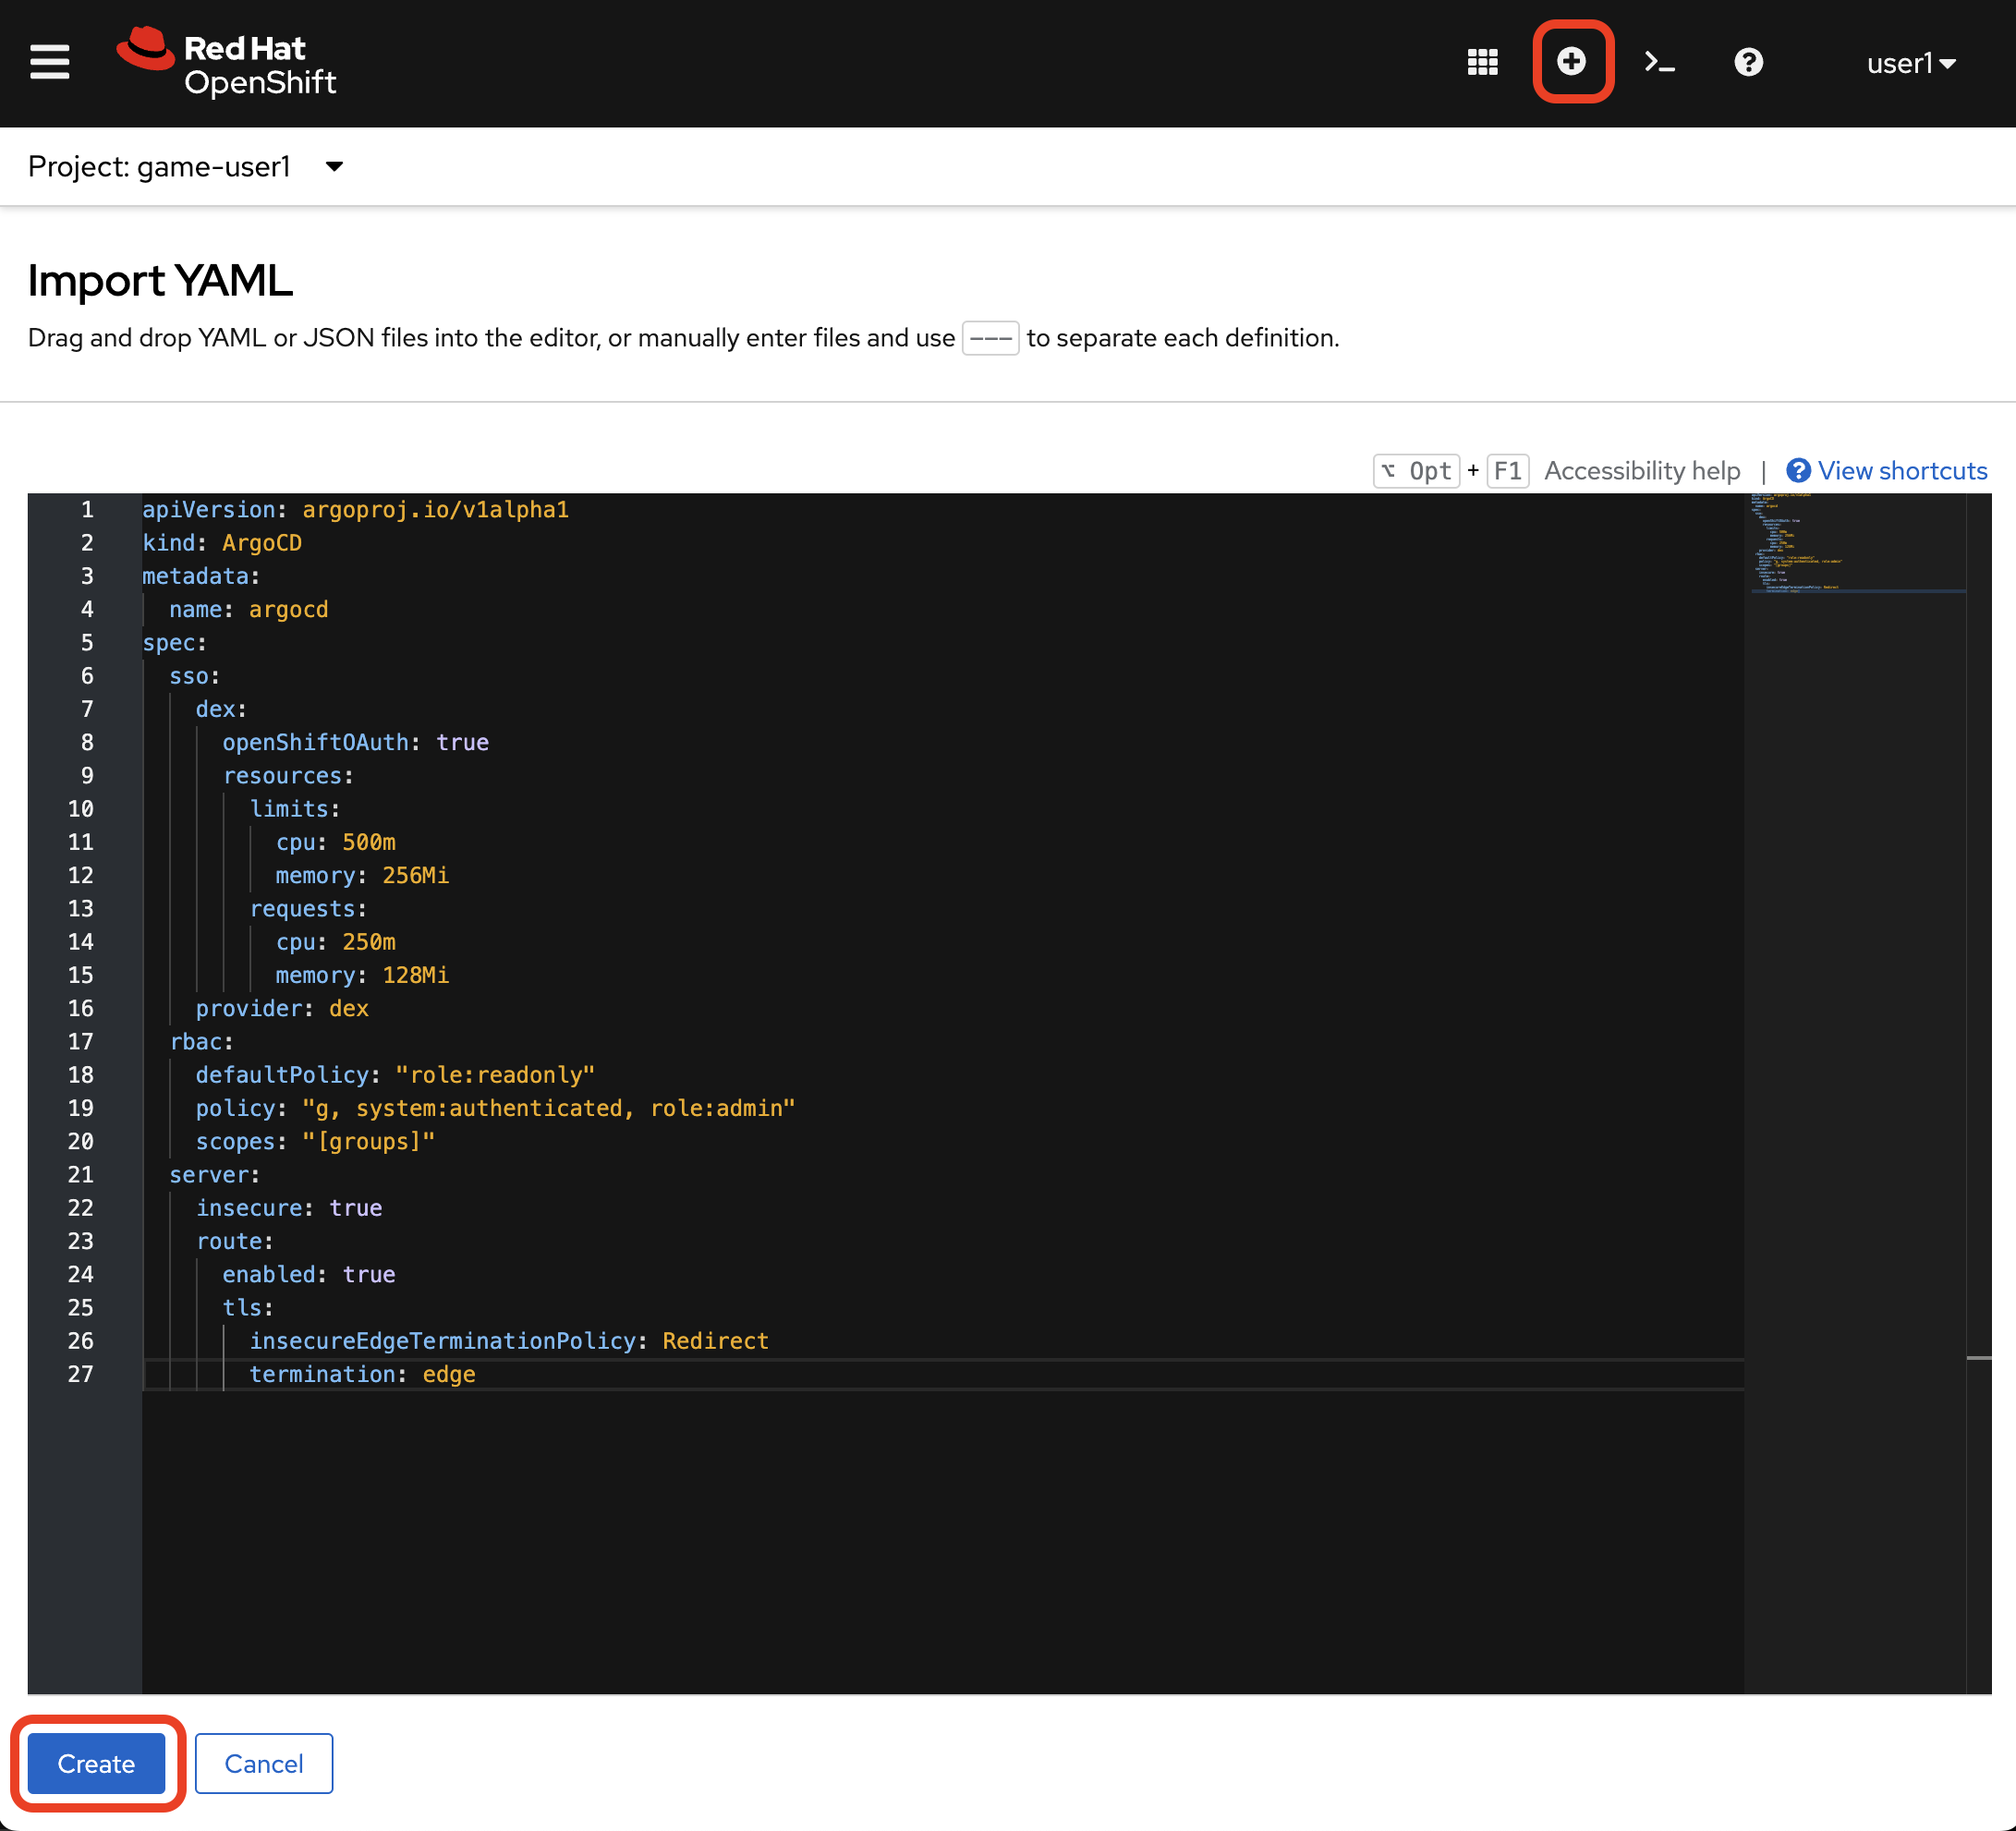 Red Hat
OpenShift
user1
Project: game-user1
Import YAML
Drag and drop YAML or JSON files into the editor, or manually enter files and use --- to separate each definition.
⌥ Opt + F1 Accessibility help | View shortcuts
1 apiVersion: argoproj.io/v1alpha1
2 kind: ArgoCD
3 metadata:
4   name: argocd
5 spec:
6   sso:
7     dex:
8       openShiftOAuth: true
9       resources:
10         limits:
11           cpu: 500m
12           memory: 256Mi
13         requests:
14           cpu: 250m
15           memory: 128Mi
16     provider: dex
17   rbac:
18     defaultPolicy: "role:readonly"
19     policy: "g, system:authenticated, role:admin"
20     scopes: "[groups]"
21   server:
22     insecure: true
23     route:
24       enabled: true
25       tls:
26         insecureEdgeTerminationPolicy: Redirect
27         termination: edge
Create Cancel